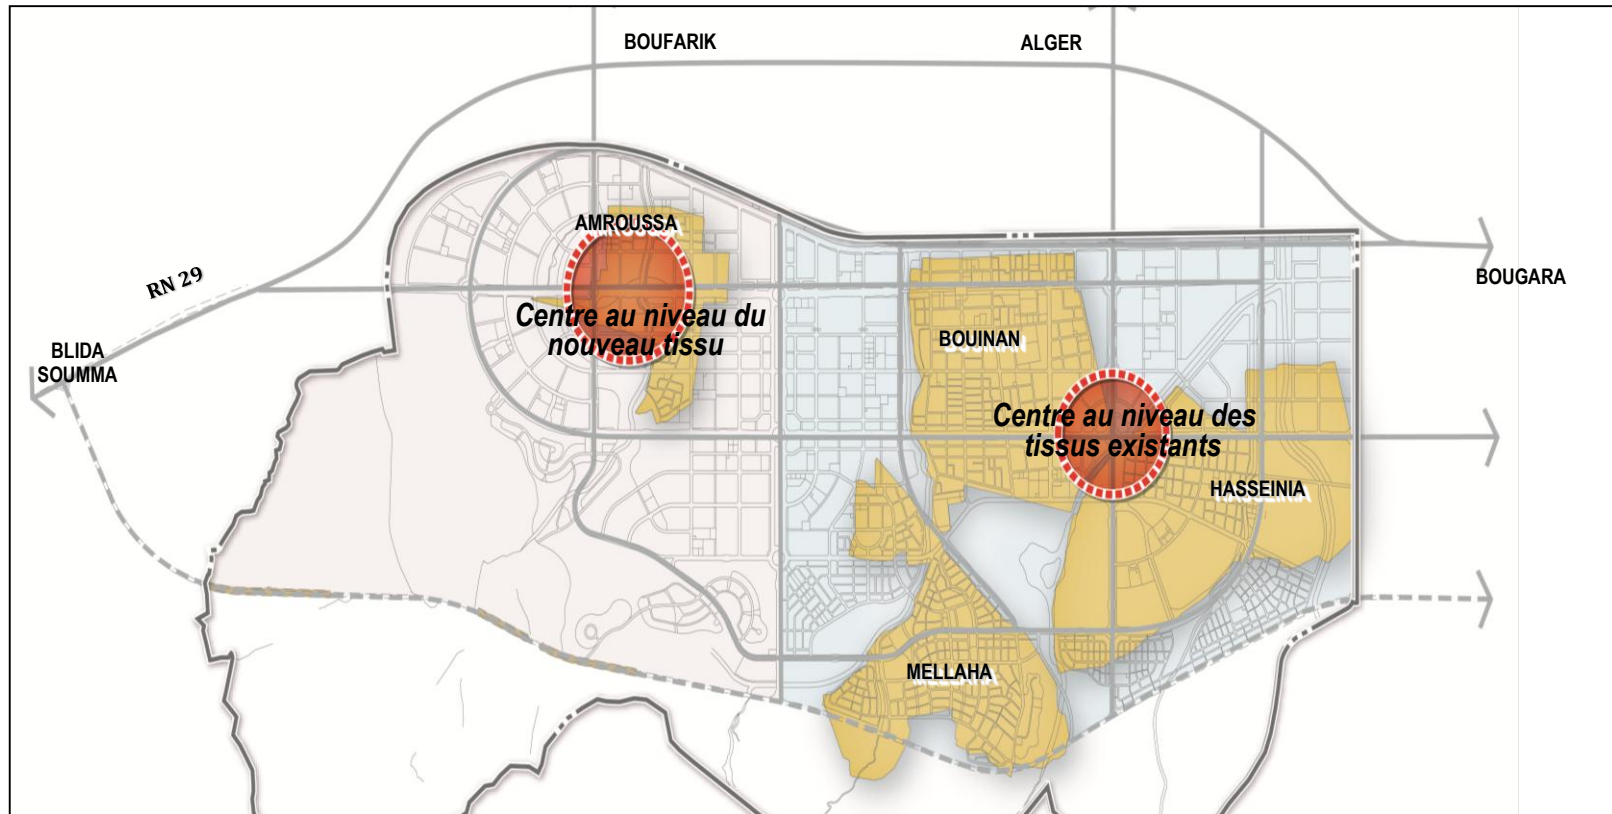 BOUFARIK
ALGER
AMROUSSA
RN 29
BOUGARA
Centre au niveau du
nouveau tissu
BOUINAN
BLIDA
SOUMMA
Centre au niveau des
tissus existants
HASSEINIA
MELLAHA